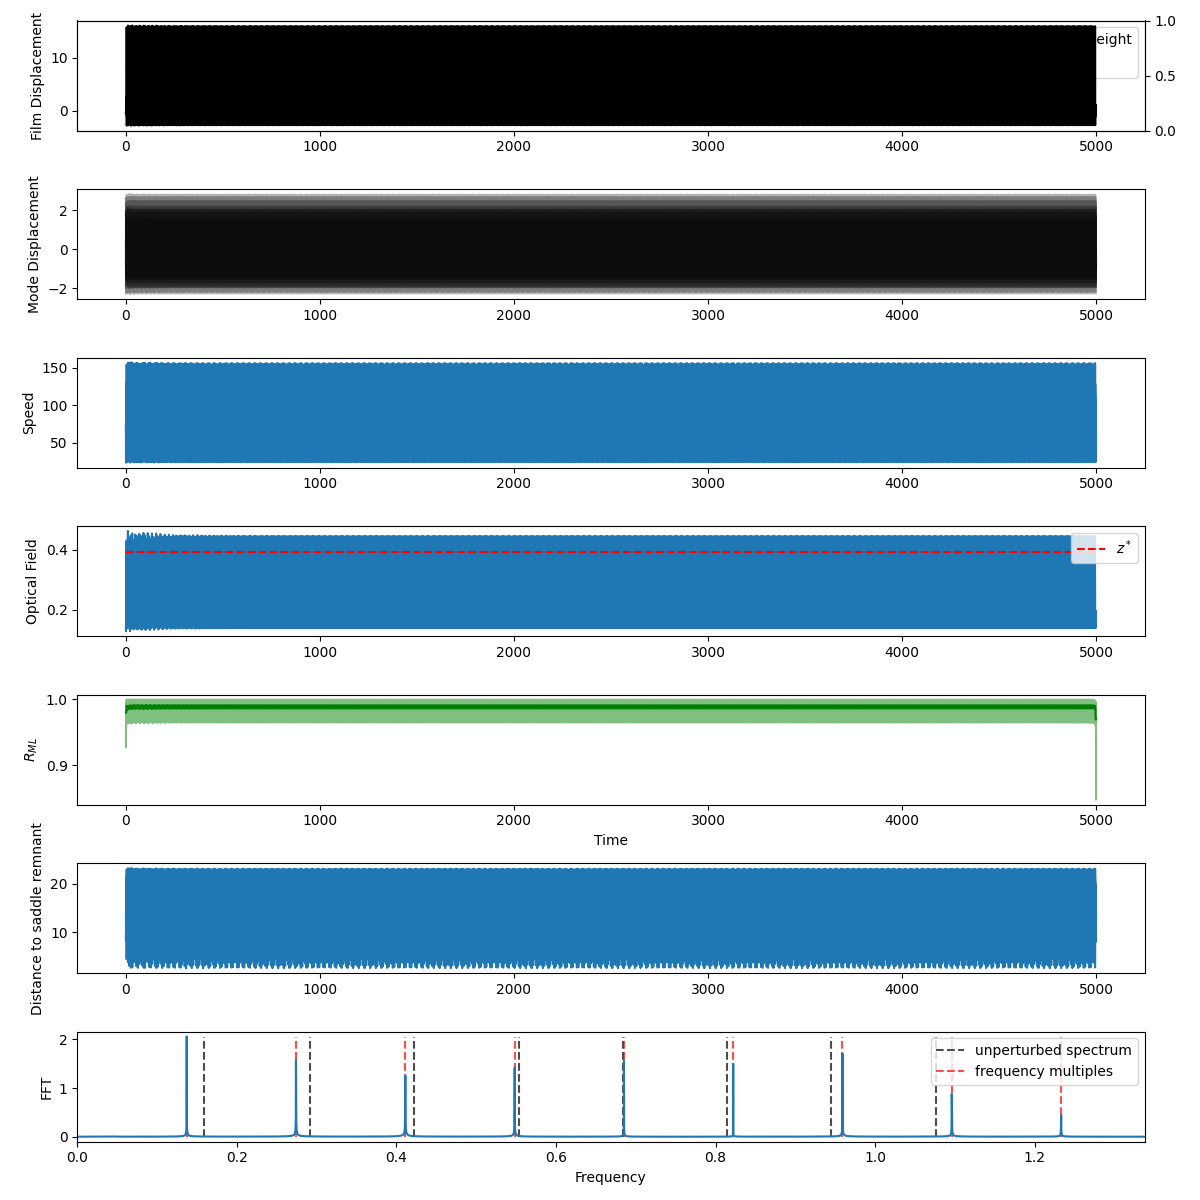 Film Displacement
10
0
eight
1.0
0.5
0.0
0 1000 2000 3000 4000 5000
Mode Displacement
2
0
−2
0 1000 2000 3000 4000 5000
Speed
150
100
50
0 1000 2000 3000 4000 5000
Optical Field
0.4
0.2
z*
0 1000 2000 3000 4000 5000
R_ML
1.0
0.9
0 1000 2000 3000 4000 5000
Time
Distance to saddle remnant
20
10
0 1000 2000 3000 4000 5000
FFT
2
1
0
unperturbed spectrum
frequency multiples
0.0 0.2 0.4 0.6 0.8 1.0 1.2
Frequency